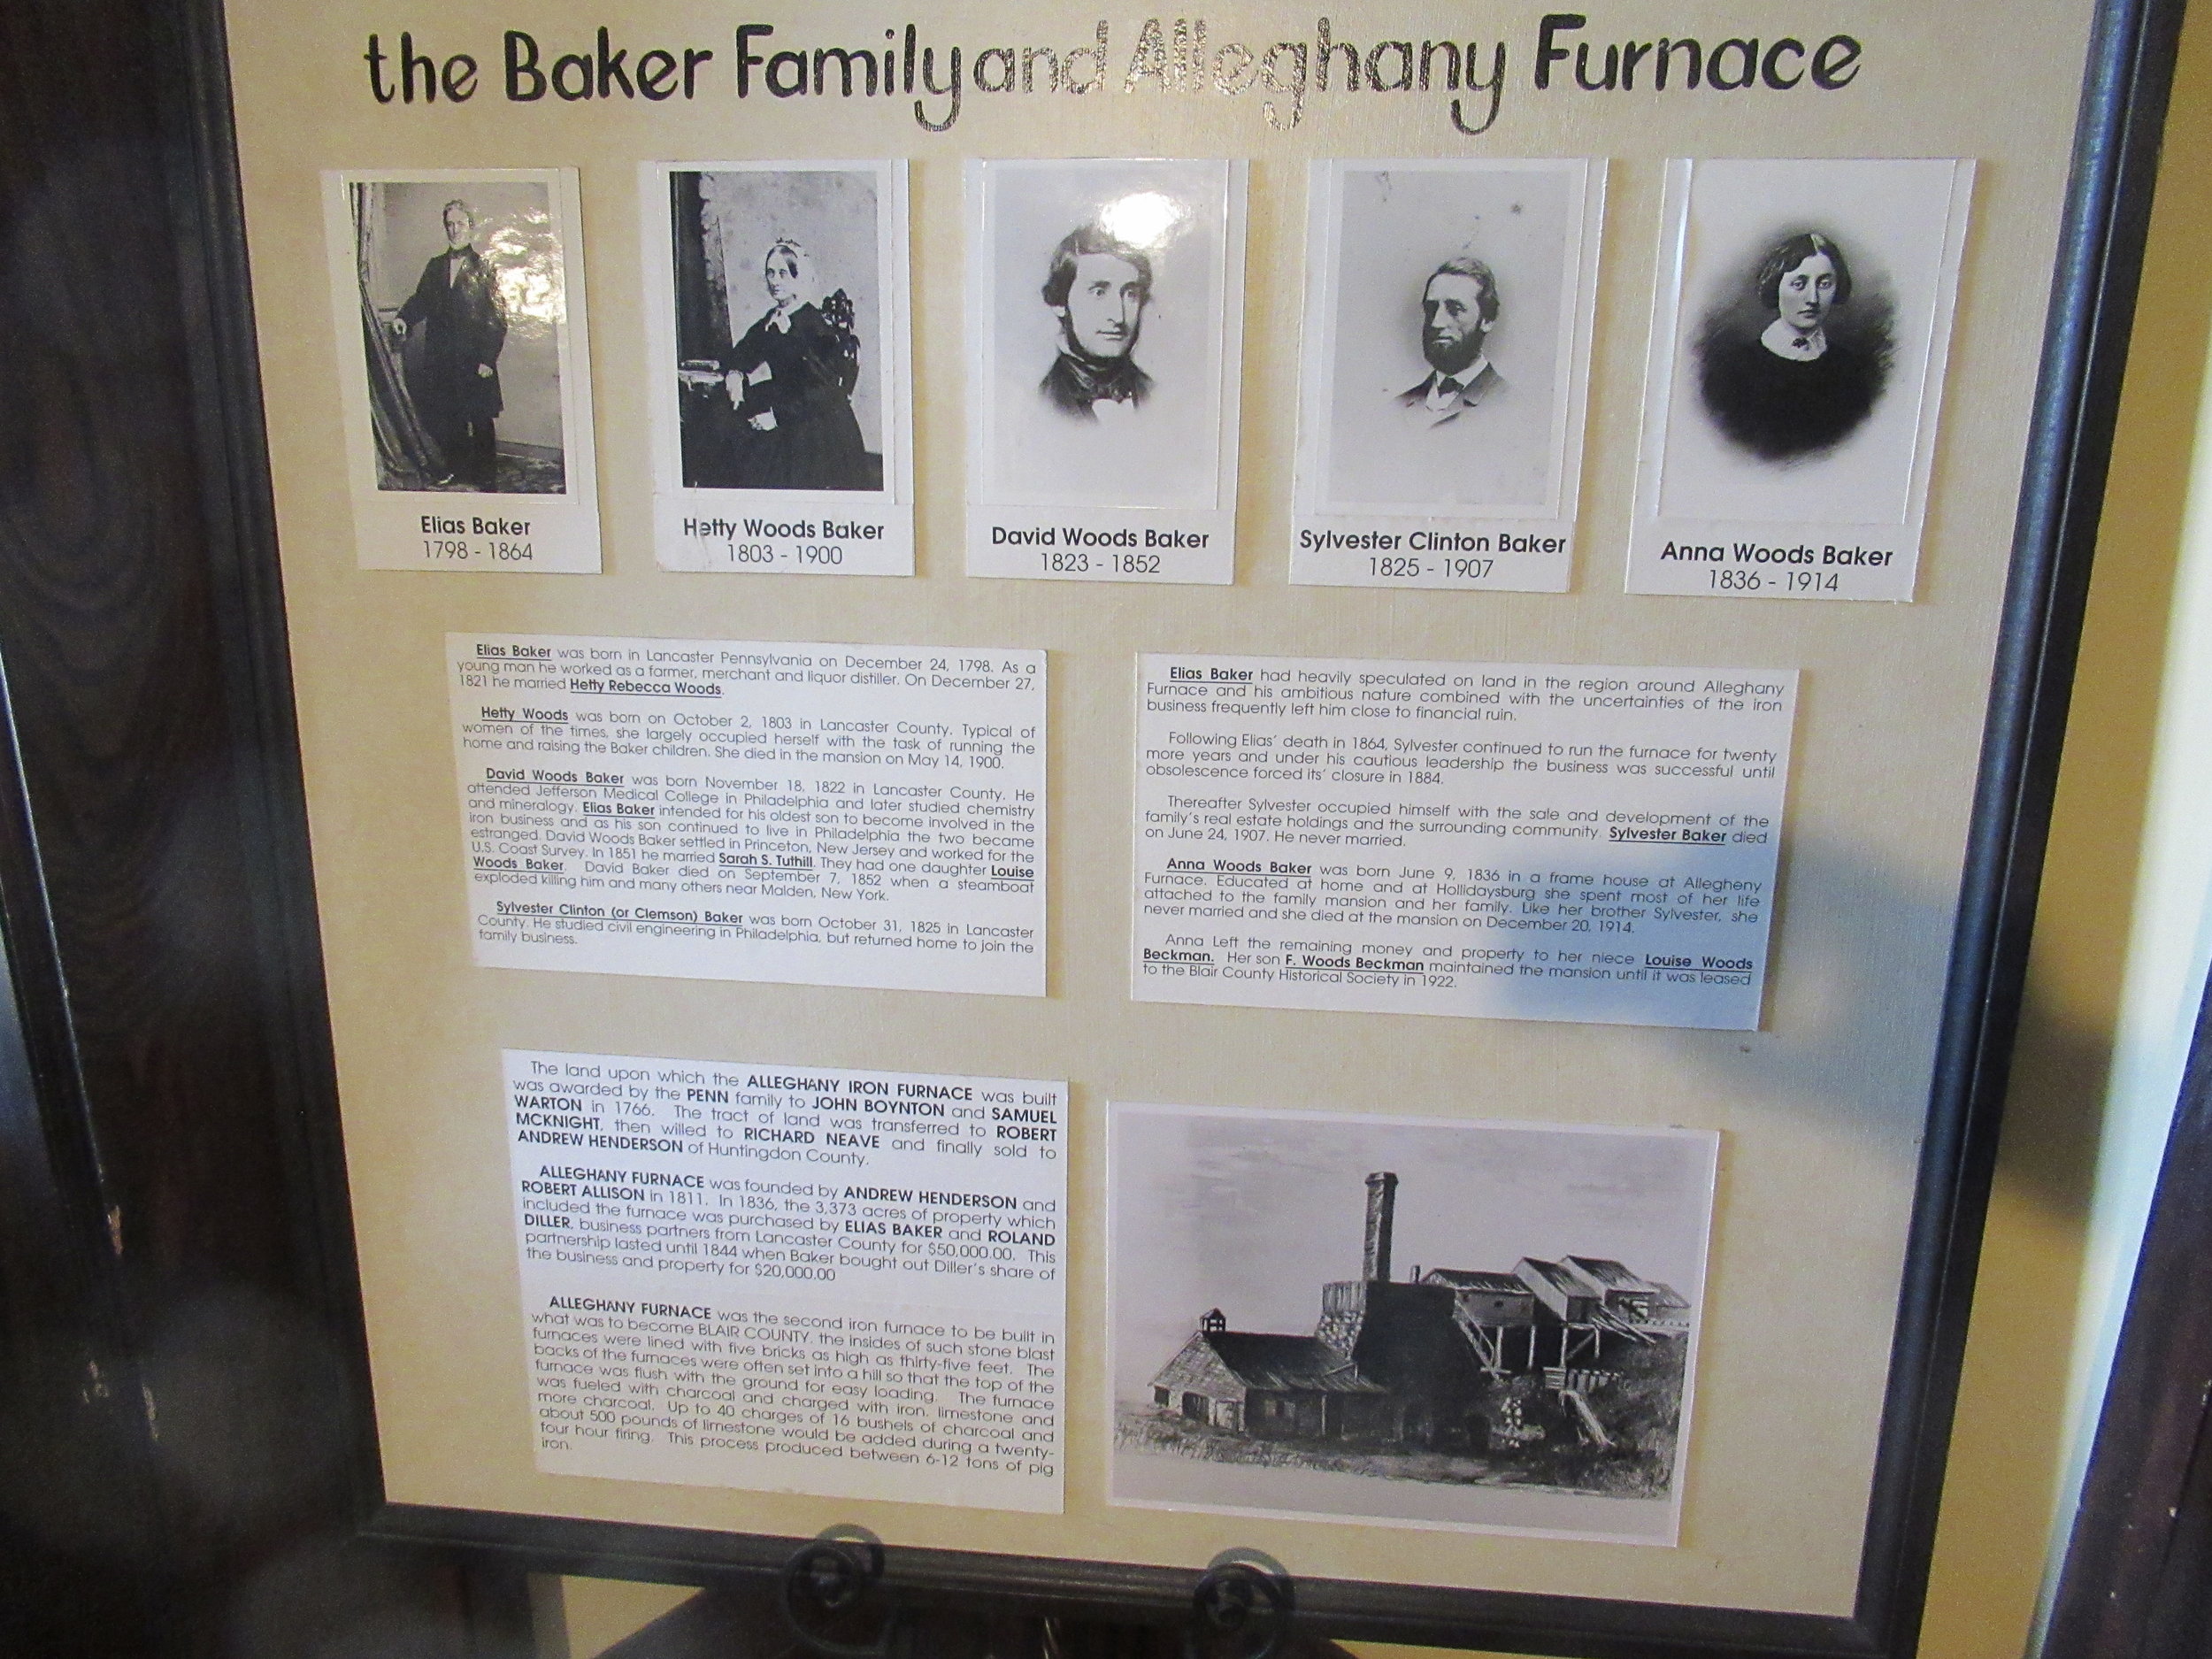 the Baker Family and Alleghany Furnace
Elias Baker
1798 - 1864
Hetty Woods Baker
1803 - 1900
David Woods Baker
1823 - 1852
Sylvester Clinton Baker
1825 - 1907
Anna Woods Baker
1836 - 1914
Elias Baker was born in Lancaster Pennsylvania on December 24, 1798. As a
young man he worked as a farmer, merchant and liquor distiller. On December 27,
1821 he married Hetty Rebecca Woods.
Hetty Woods was born on October 2, 1803 in Lancaster County. Typical of
women of the times, she largely occupied herself with the task of running the
home and raising the Baker children. She died in the mansion on May 14, 1900.
David Woods Baker was born November 18, 1822 in Lancaster County. He
attended Jefferson Medical College in Philadelphia and later studied chemistry
and mineralogy. Elias Baker intended for his oldest son to become involved in the
iron business and as his son continued to live in Philadelphia the two became
estranged. David Woods Baker settled in Princeton, New Jersey and worked for the
U.S. Coast Survey. In 1851 he married Sarah S. Tuthill. They had one daughter Louise
Woods Baker. David Baker died on September 7, 1852 when a steamboat
exploded killing him and many others near Malden, New York.
Sylvester Clinton (or Clemson) Baker was born October 31, 1825 in Lancaster
County. He studied civil engineering in Philadelphia, but returned home to join the
family business.
Elias Baker had heavily speculated on land in the region around Alleghany
Furnace and his ambitious nature combined with the uncertainties of the iron
business frequently left him close to financial ruin.
Following Elias' death in 1864, Sylvester continued to run the furnace for twenty
more years and under his cautious leadership the business was successful until
obsolescence forced its' closure in 1884.
Thereafter Sylvester occupied himself with the sale and development of the
family's real estate holdings and the surrounding community. Sylvester Baker died
on June 24, 1907. He never married.
Anna Woods Baker was born June 9, 1836 in a frame house at Allegheny
Furnace. Educated at home and at Hollidaysburg she spent most of her life
attached to the family mansion and her family. Like her brother Sylvester, she
never married and she died at the mansion on December 20, 1914.
Anna Left the remaining money and property to her niece Louise Woods
Beckman. Her son F. Woods Beckman maintained the mansion until it was leased
to the Blair County Historical Society in 1922.
The land upon which the ALLEGHANY IRON FURNACE was built
was awarded by the PENN family to JOHN BOYNTON and SAMUEL
WARTON in 1766. The tract of land was transferred to ROBERT
MCKNIGHT, then willed to RICHARD NEAVE and finally sold to
ANDREW HENDERSON of Huntingdon County.
ALLEGHANY FURNACE was founded by ANDREW HENDERSON and
ROBERT ALLISON in 1811. In 1836, the 3,373 acres of property which
included the furnace was purchased by ELIAS BAKER and ROLAND
DILLER, business partners from Lancaster County for $50,000.00. This
partnership lasted until 1844 when Baker bought out Diller's share of
the business and property for $20,000.00
ALLEGHANY FURNACE was the second iron furnace to be built in
what was to become BLAIR COUNTY. the insides of such stone blast
furnaces were lined with five bricks as high as thirty-five feet. The
backs of the furnaces were often set into a hill so that the top of the
furnace was flush with the ground for easy loading. The furnace
was fueled with charcoal and charged with iron, limestone and
more charcoal. Up to 40 charges of 16 bushels of charcoal and
about 500 pounds of limestone would be added during a twenty-
four hour firing. This process produced between 6-12 tons of pig
iron.